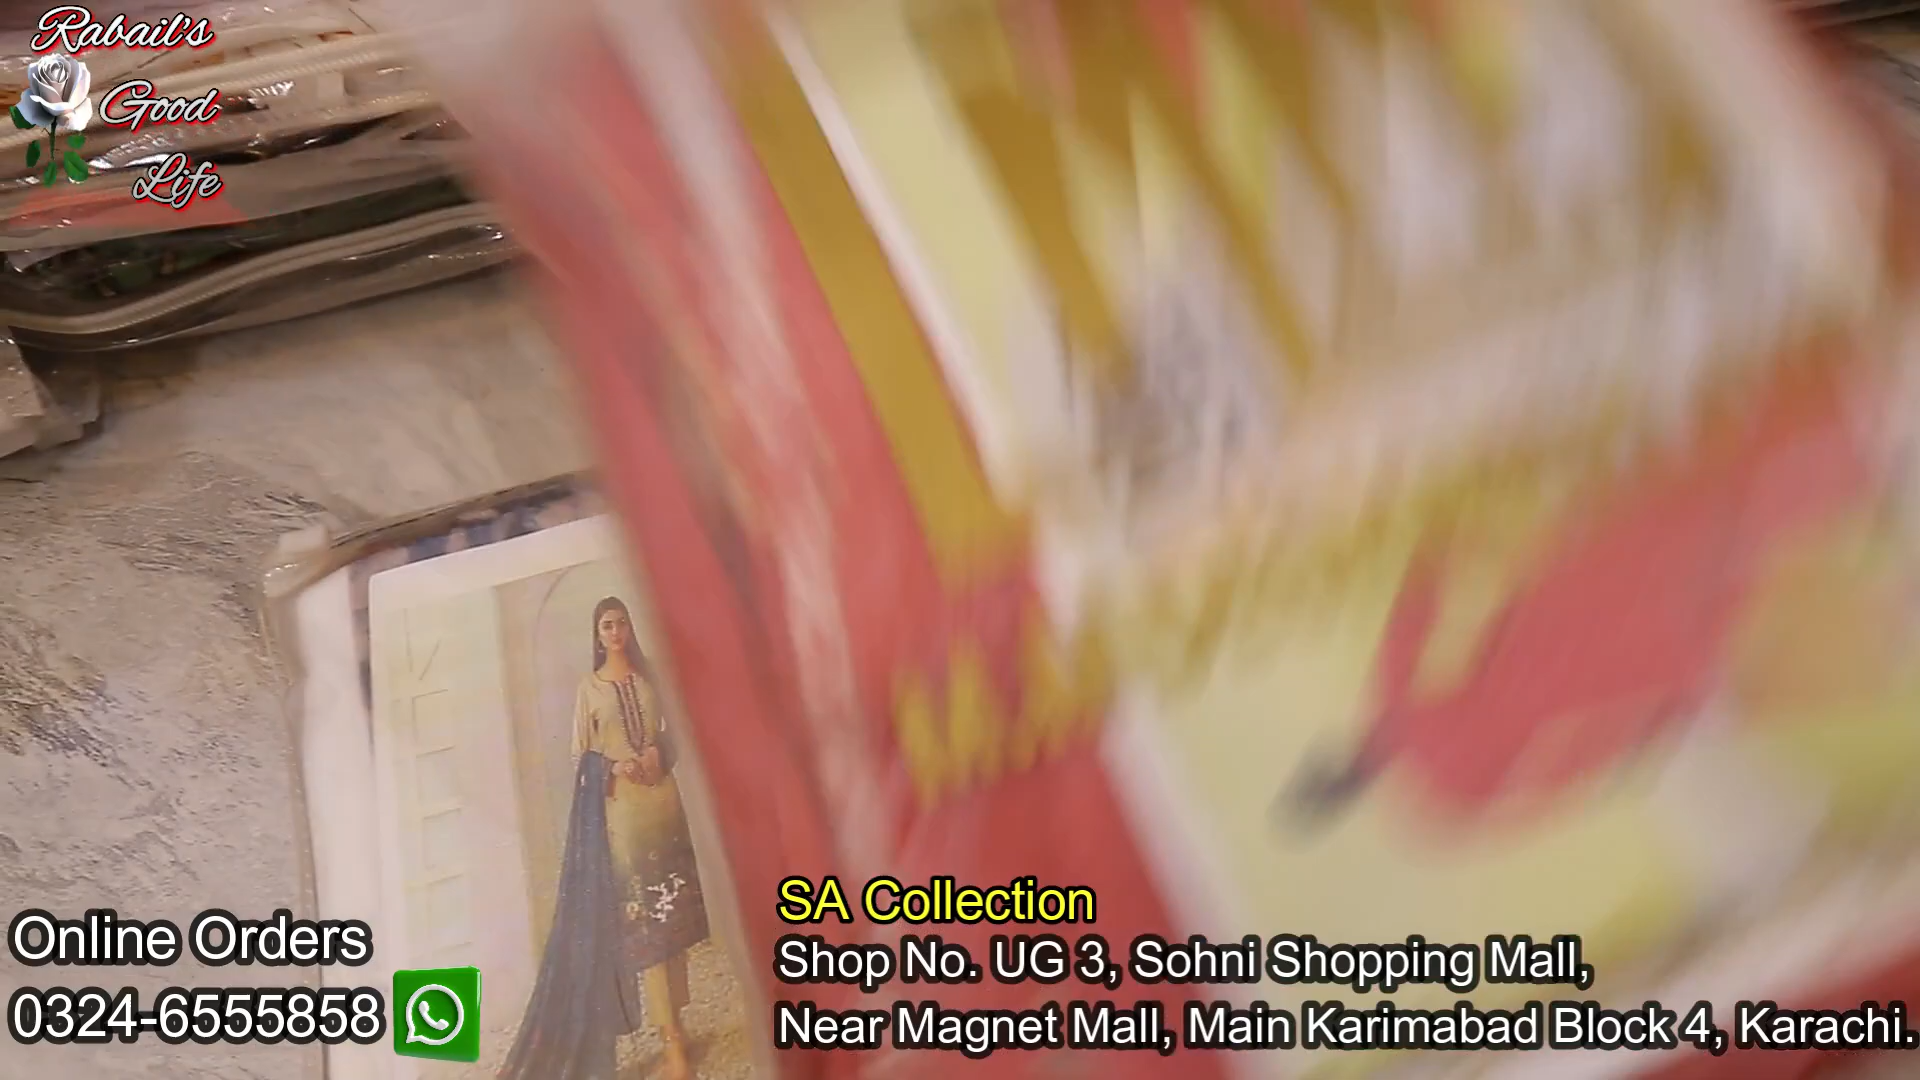 Rabail's
Good
Life
SA Collection
Shop No. UG 3, Sohni Shopping Mall,
Near Magnet Mall, Main Karimabad Block 4, Karachi.
Online Orders
0324-6555858